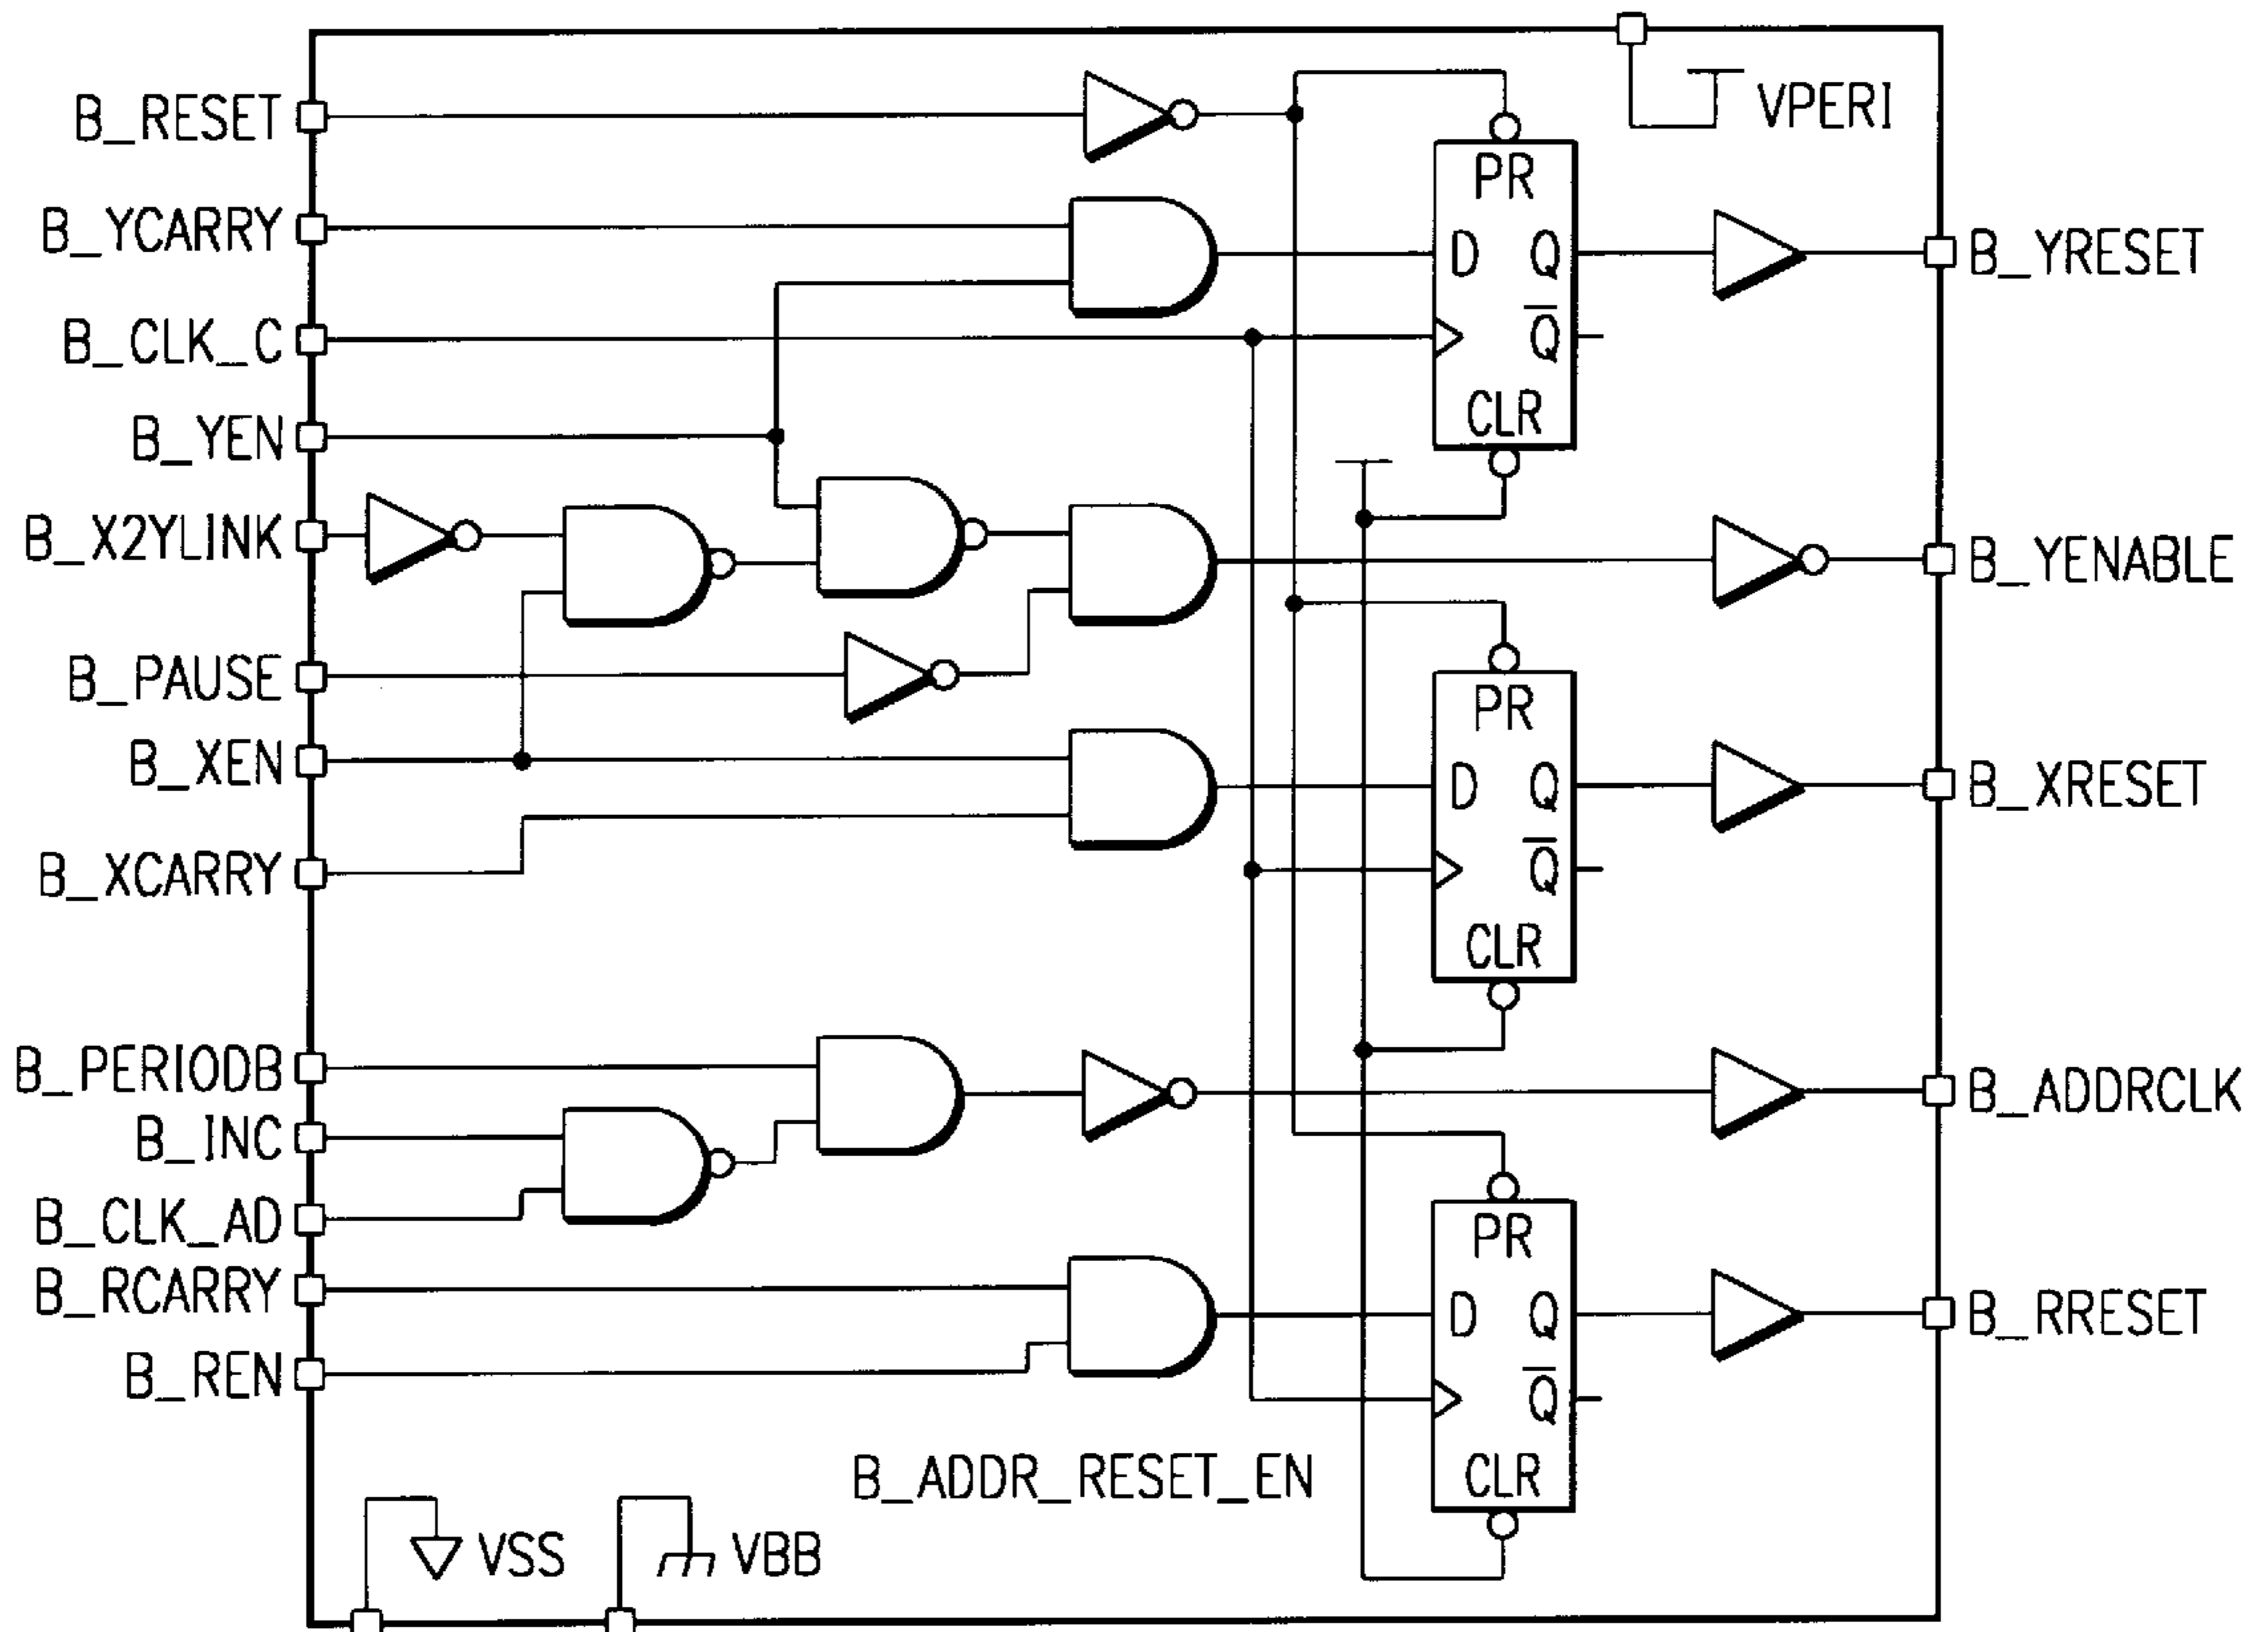 B_RESET
B_YCARRY
B_CLK_C
B_YEN
B_X2YLINK
B_PAUSE
B_XEN
B_XCARRY
B_PERIODB
B_INC
B_CLK_AD
B_RCARRY
B_REN
VPERI
PR
D Q
Q̅
CLR
PR
D Q
Q̅
CLR
PR
D Q
Q̅
CLR
B_YRESET
B_YENABLE
B_XRESET
B_ADDRCLK
B_RRESET
B_ADDR_RESET_EN
VSS
VBB